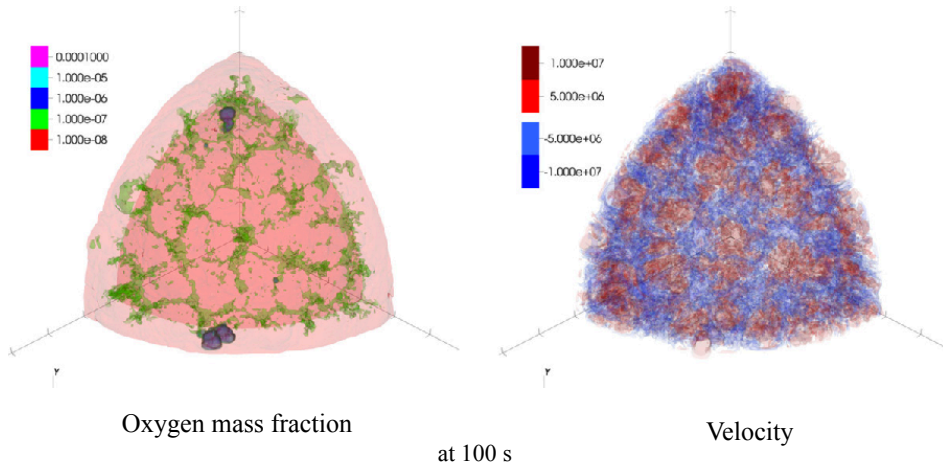 0.0001000
1.000e-05
1.000e-06
1.000e-07
1.000e-08
1.000e+07
5.000e+06
-5.000e+06
-1.000e+07
Y
Y
Oxygen mass fraction
Velocity
at 100 s